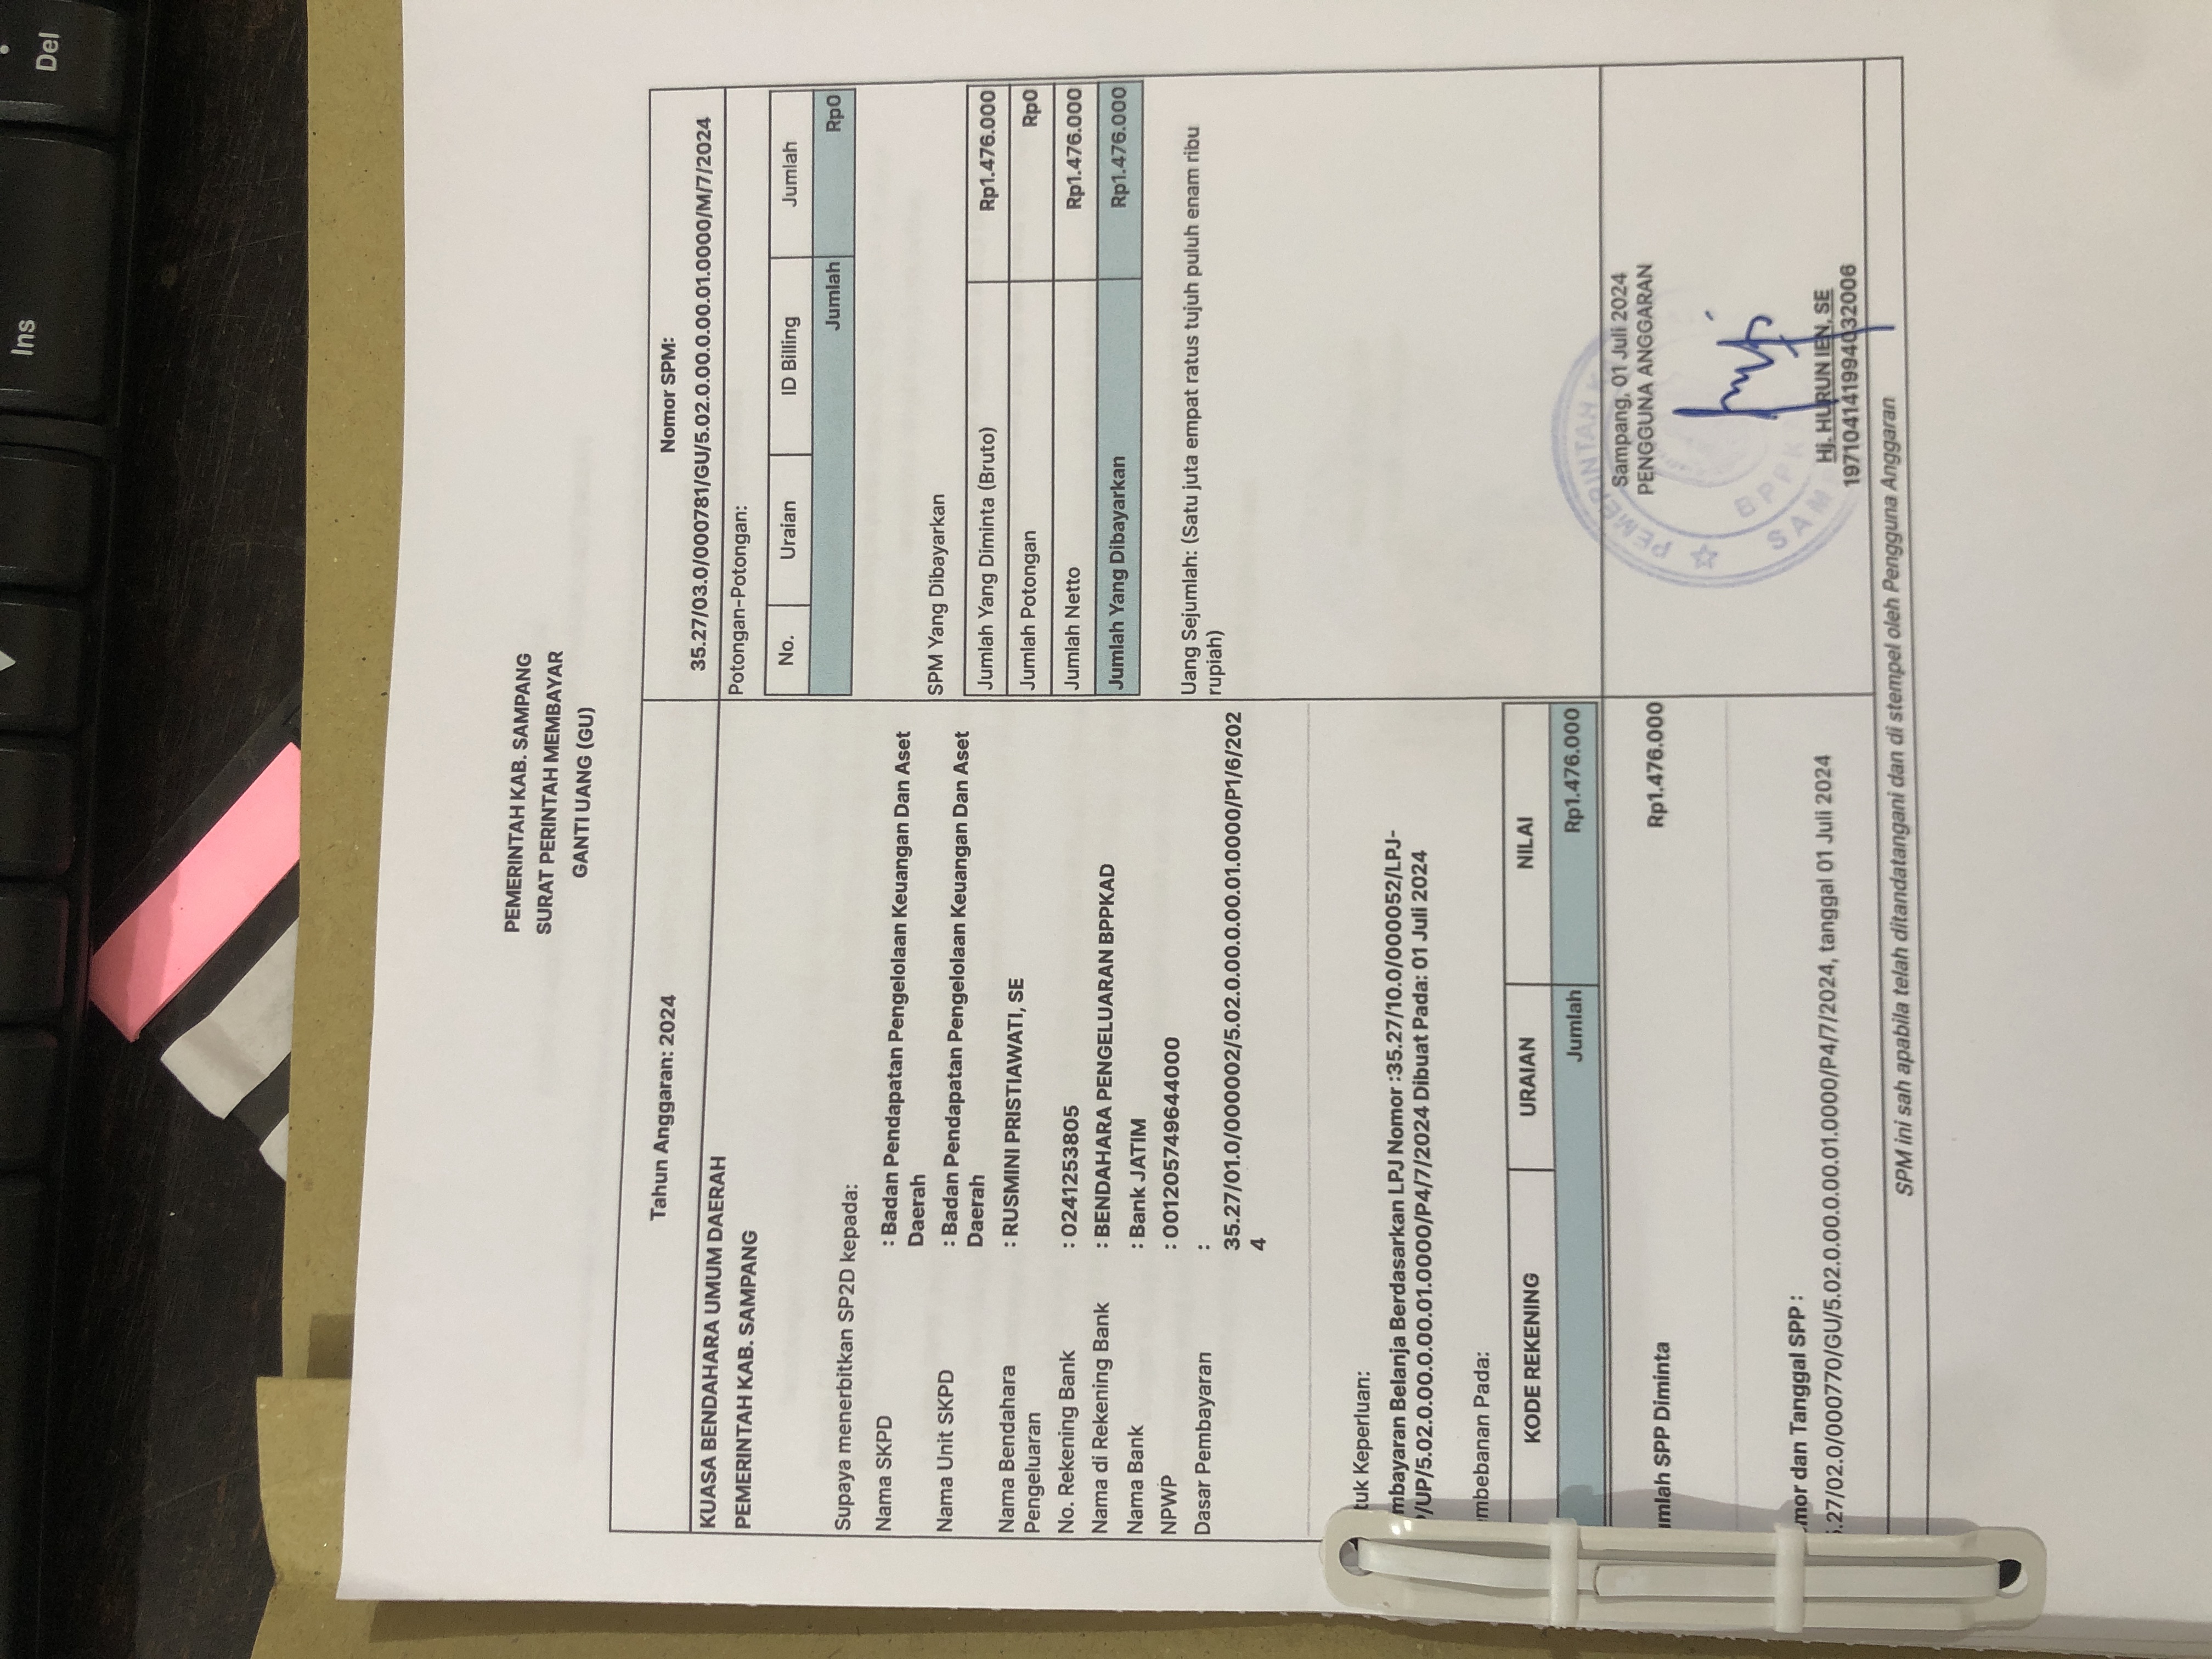 Ins
Del
PEMERINTAH KAB. SAMPANG
SURAT PERINTAH MEMBAYAR
GANTI UANG (GU)
Tahun Anggaran: 2024
Nomor SPM:
35.27/03.0/000781/GU/5.02.0.00.0.00.01.0000/M/7/2024
KUASA BENDAHARA UMUM DAERAH
PEMERINTAH KAB. SAMPANG
Supaya menerbitkan SP2D kepada:
Nama SKPD : Badan Pendapatan Pengelolaan Keuangan Dan Aset
Daerah
Nama Unit SKPD : Badan Pendapatan Pengelolaan Keuangan Dan Aset
Daerah
Nama Bendahara : RUSMINI PRISTIAWATI, SE
Pengeluaran
No. Rekening Bank : 0241253805
Nama di Rekening Bank : BENDAHARA PENGELUARAN BPPKAD
Nama Bank : Bank JATIM
NPWP : 001205749644000
Dasar Pembayaran :
35.27/01.0/000002/5.02.0.00.0.00.01.0000/P1/6/202
4
tuk Keperluan:
mbayaran Belanja Berdasarkan LPJ Nomor :35.27/10.0/000052/LPJ-
/UP/5.02.0.00.0.00.01.0000/P4/7/2024 Dibuat Pada: 01 Juli 2024
mbebanan Pada:
KODE REKENING URAIAN NILAI
Jumlah Rp1.476.000
umlah SPP Diminta Rp1.476.000
mor dan Tanggal SPP :
.27/02.0/000770/GU/5.02.0.00.0.00.01.0000/P4/7/2024, tanggal 01 Juli 2024
Potongan-Potongan:
No. Uraian ID Billing Jumlah
Jumlah Rp0
SPM Yang Dibayarkan
Jumlah Yang Diminta (Bruto) Rp1.476.000
Jumlah Potongan Rp0
Jumlah Netto Rp1.476.000
Jumlah Yang Dibayarkan Rp1.476.000
Uang Sejumlah: (Satu juta empat ratus tujuh puluh enam ribu
rupiah)
Sampang, 01 Juli 2024
PENGGUNA ANGGARAN
PEMERINTAH K
BPPK
SAM
Hj. HURUN IEN, SE
197104141994032006
SPM ini sah apabila telah ditandatangani dan di stempel oleh Pengguna Anggaran